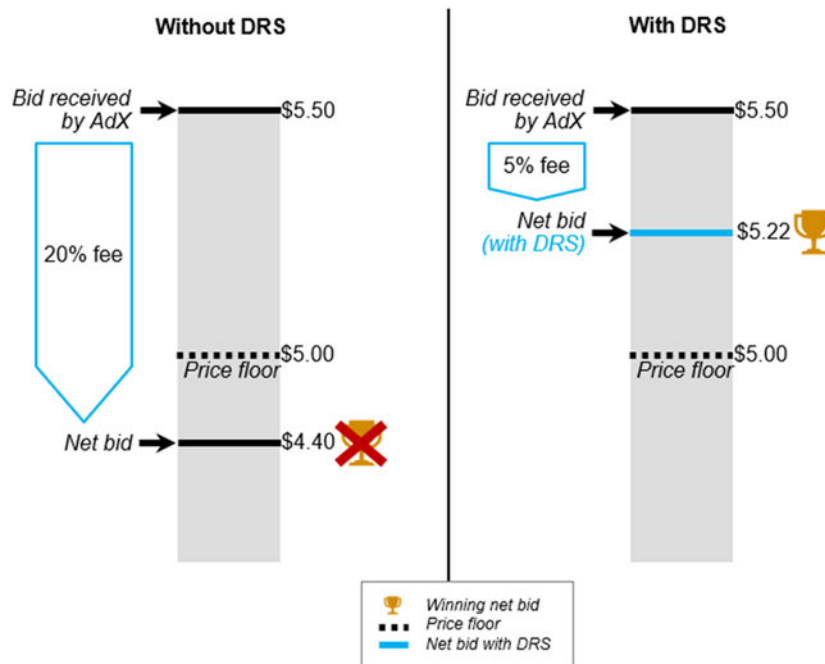 Without DRS
Bid received
by AdX
$5.50
20% fee
$5.00
Price floor
Net bid
$4.40
With DRS
Bid received
by AdX
$5.50
5% fee
Net bid
(with DRS)
$5.22
$5.00
Price floor
Winning net bid
Price floor
Net bid with DRS